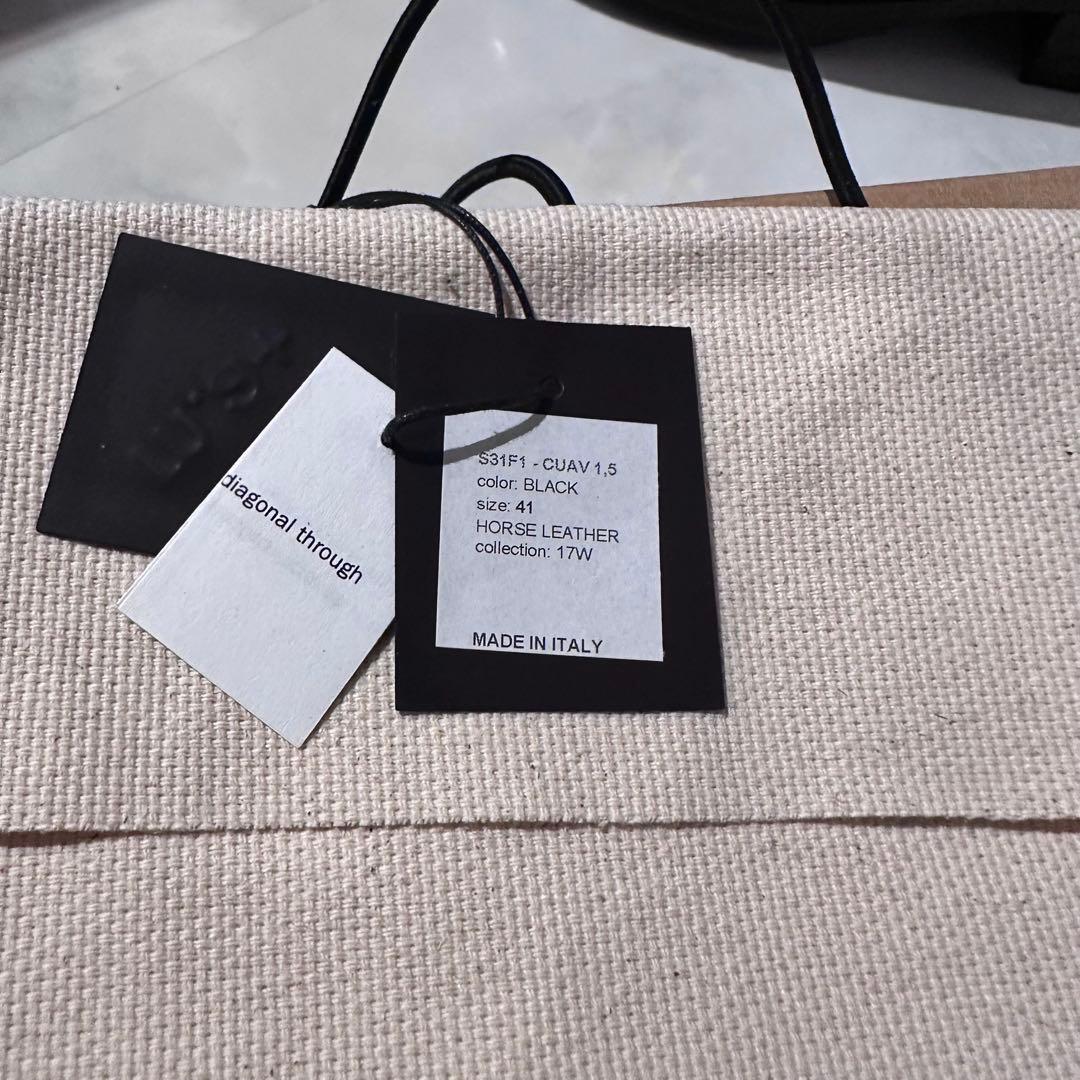 diagonal through
S31F1 - CUAV 1,5
color: BLACK
size: 41
HORSE LEATHER
collection: 17W
MADE IN ITALY